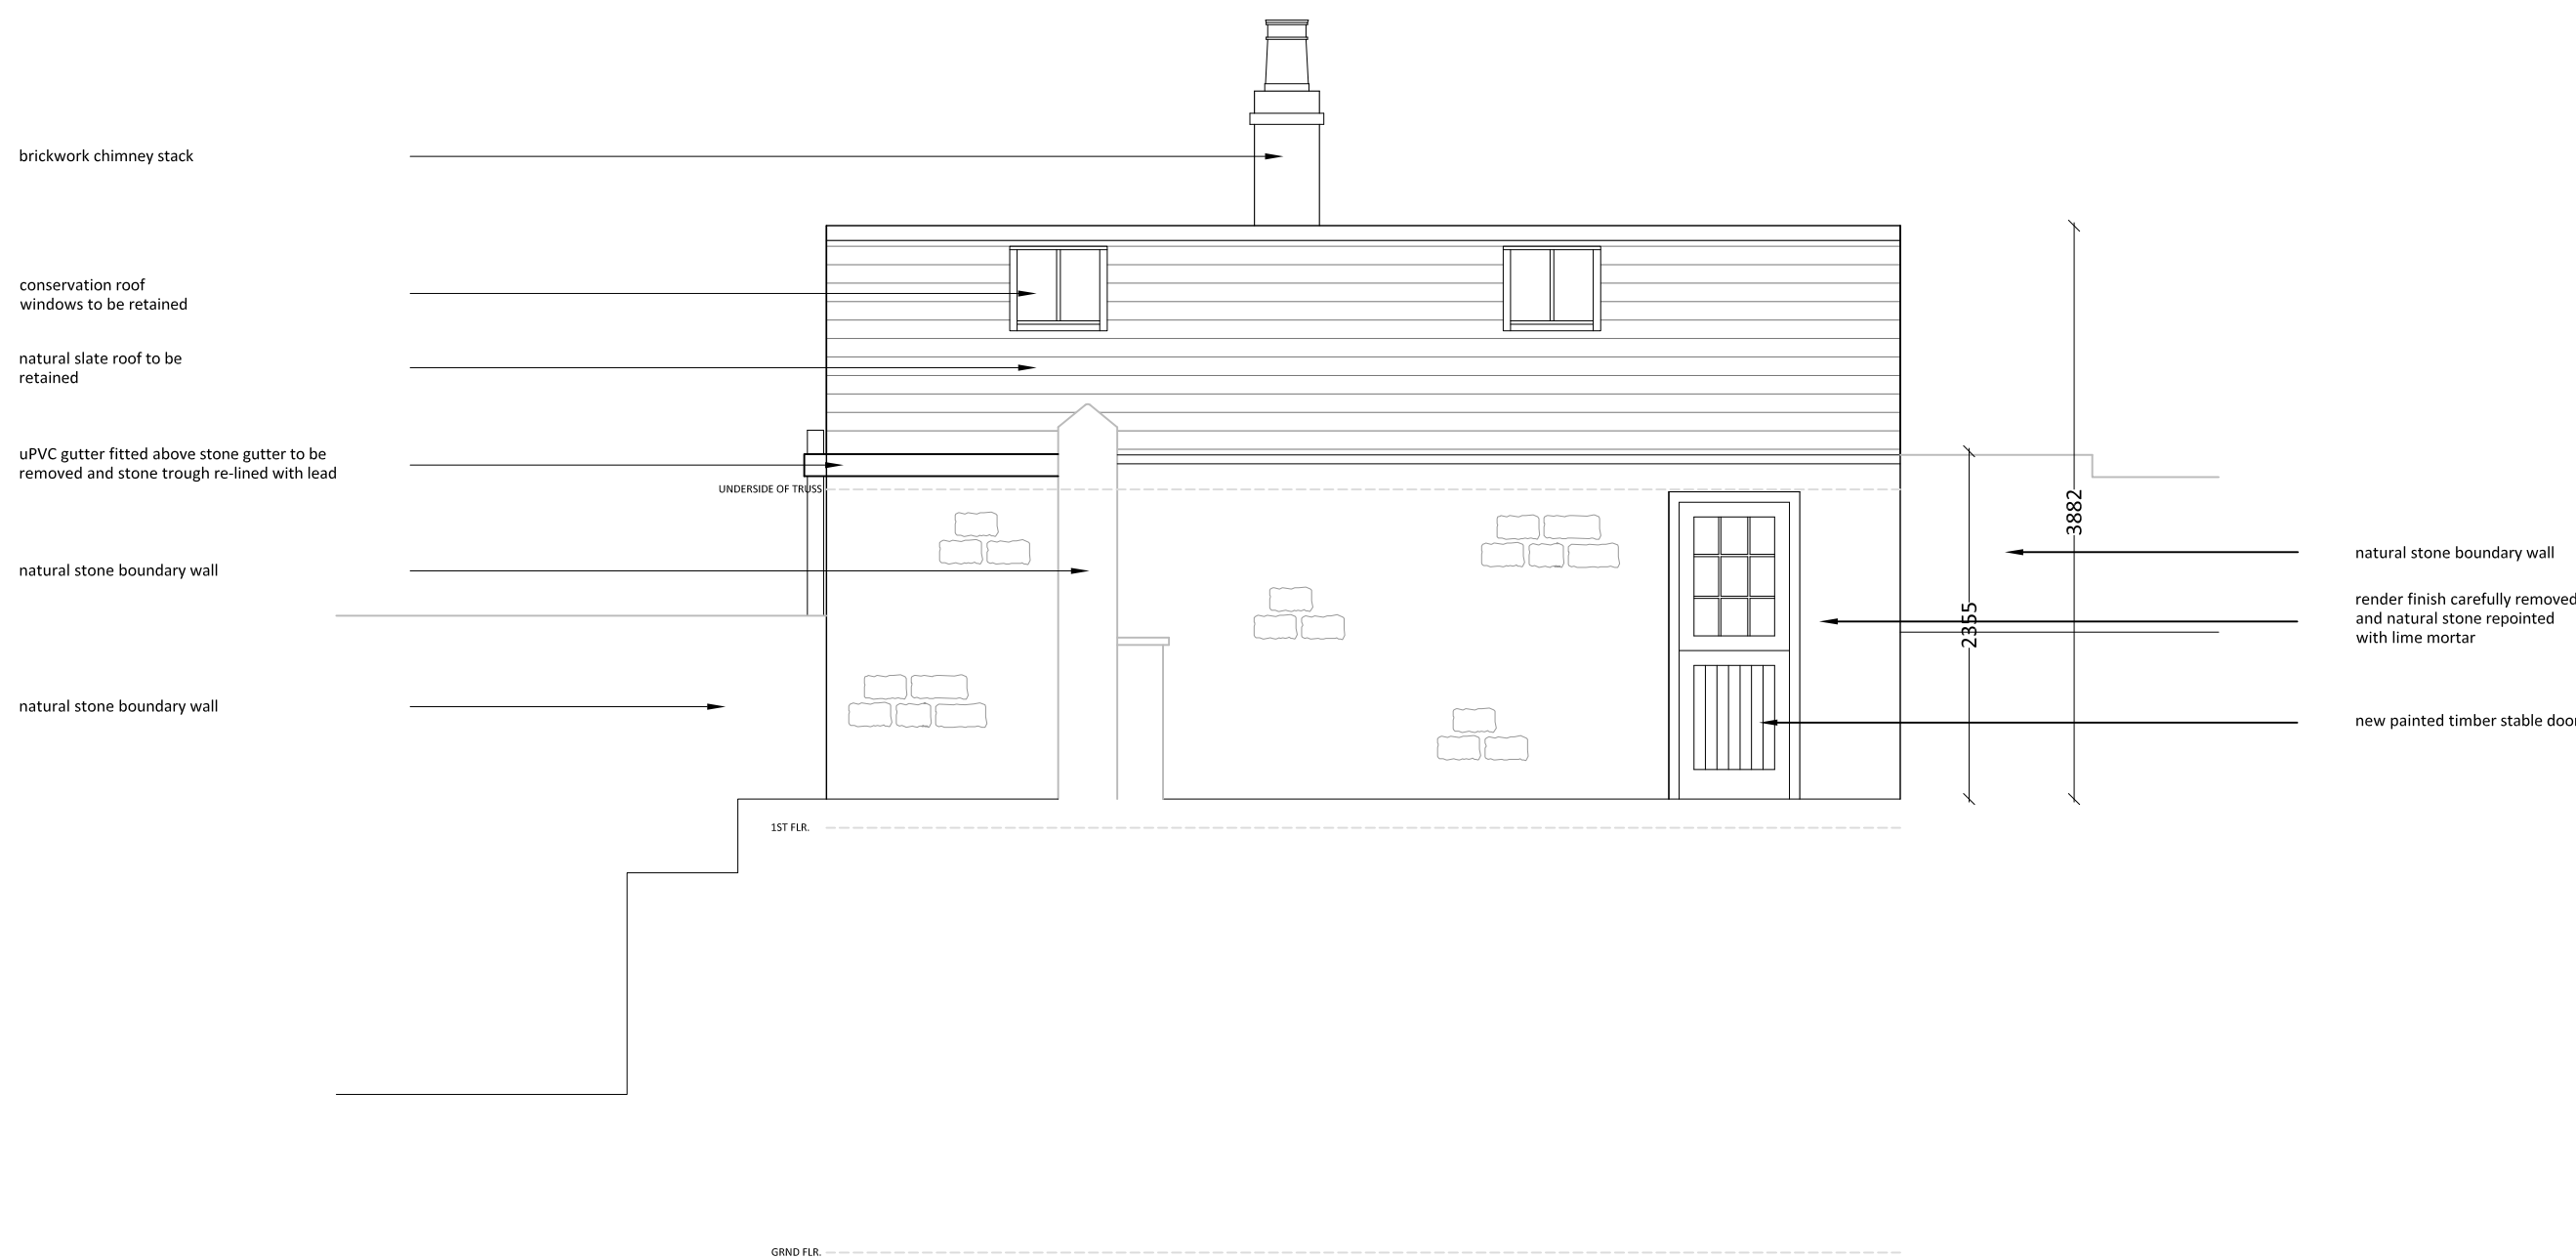 brickwork chimney stack
conservation roof
windows to be retained
natural slate roof to be
retained
uPVC gutter fitted above stone gutter to be
removed and stone trough re-lined with lead
UNDERSIDE OF TRUSS
natural stone boundary wall
natural stone boundary wall
1ST FLR.
GRND FLR.
2355
3882
natural stone boundary wall
render finish carefully removed
and natural stone repointed
with lime mortar
new painted timber stable door